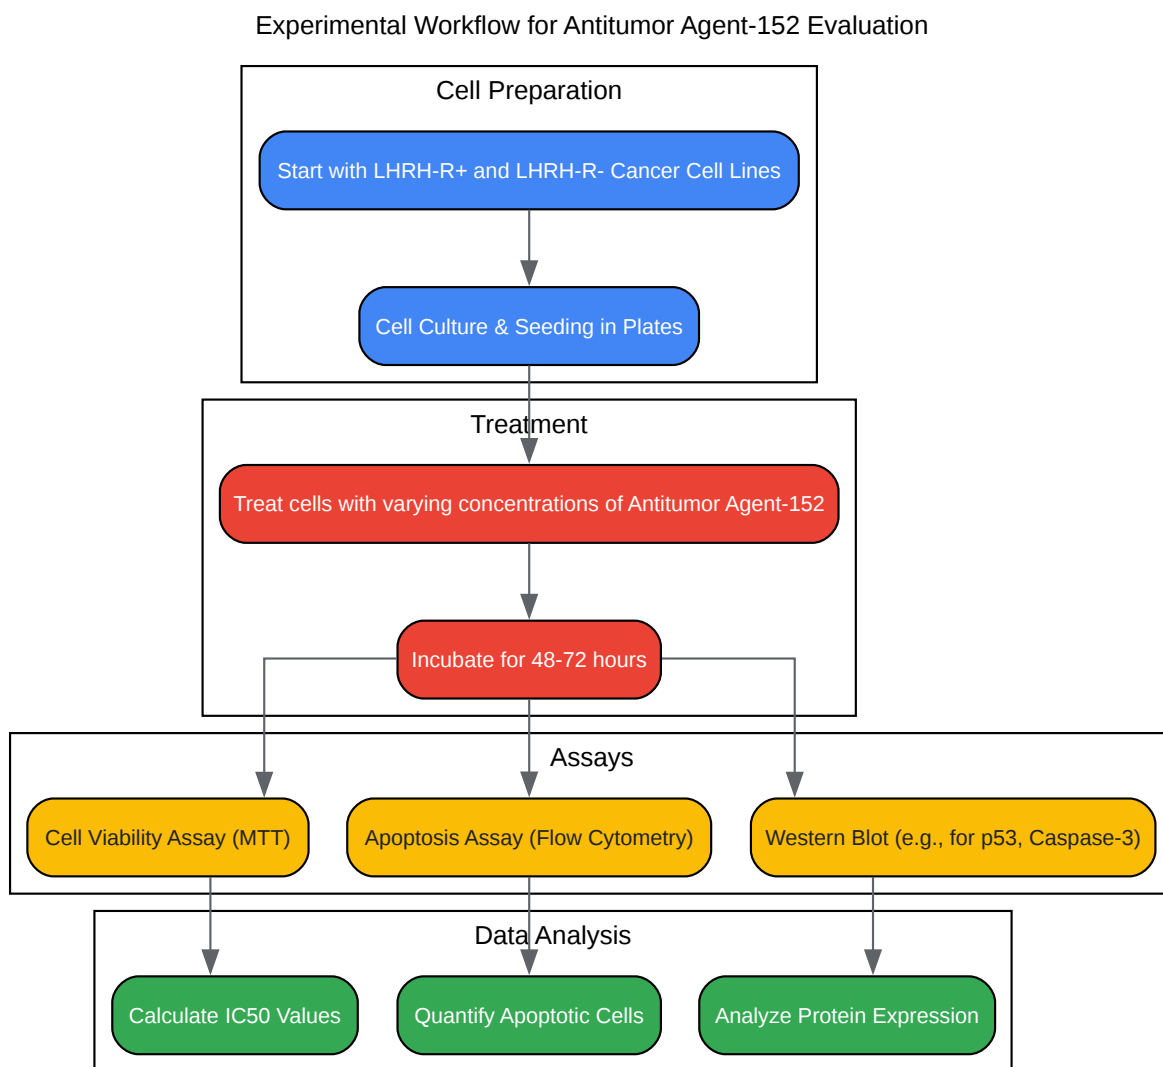 Experimental Workflow for Antitumor Agent-152 Evaluation
Cell Preparation
Start with LHRH-R+ and LHRH-R- Cancer Cell Lines
Cell Culture & Seeding in Plates
Treatment
Treat cells with varying concentrations of Antitumor Agent-152
Incubate for 48-72 hours
Assays
Cell Viability Assay (MTT)
Apoptosis Assay (Flow Cytometry)
Western Blot (e.g., for p53, Caspase-3)
Data Analysis
Calculate IC50 Values
Quantify Apoptotic Cells
Analyze Protein Expression